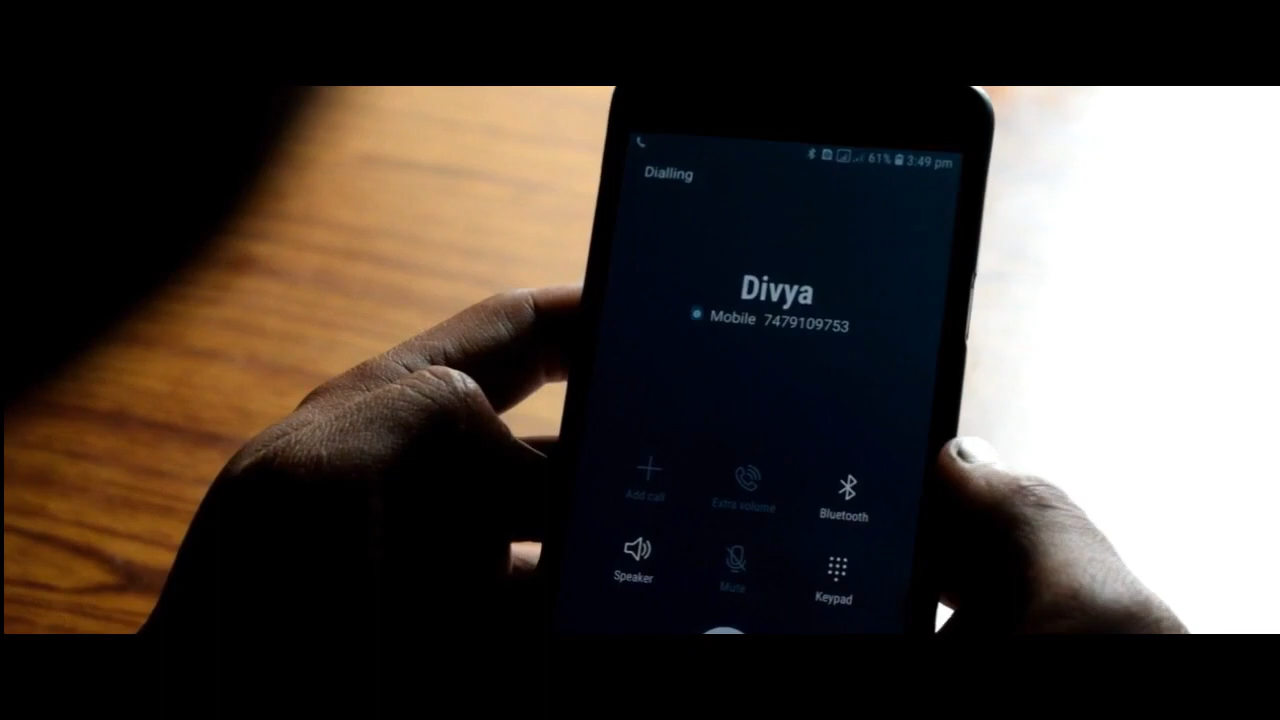 61% 3:49 pm
Dialling
Divya
Mobile 7479109753
Add call Extra volume Bluetooth
Speaker Mute Keypad